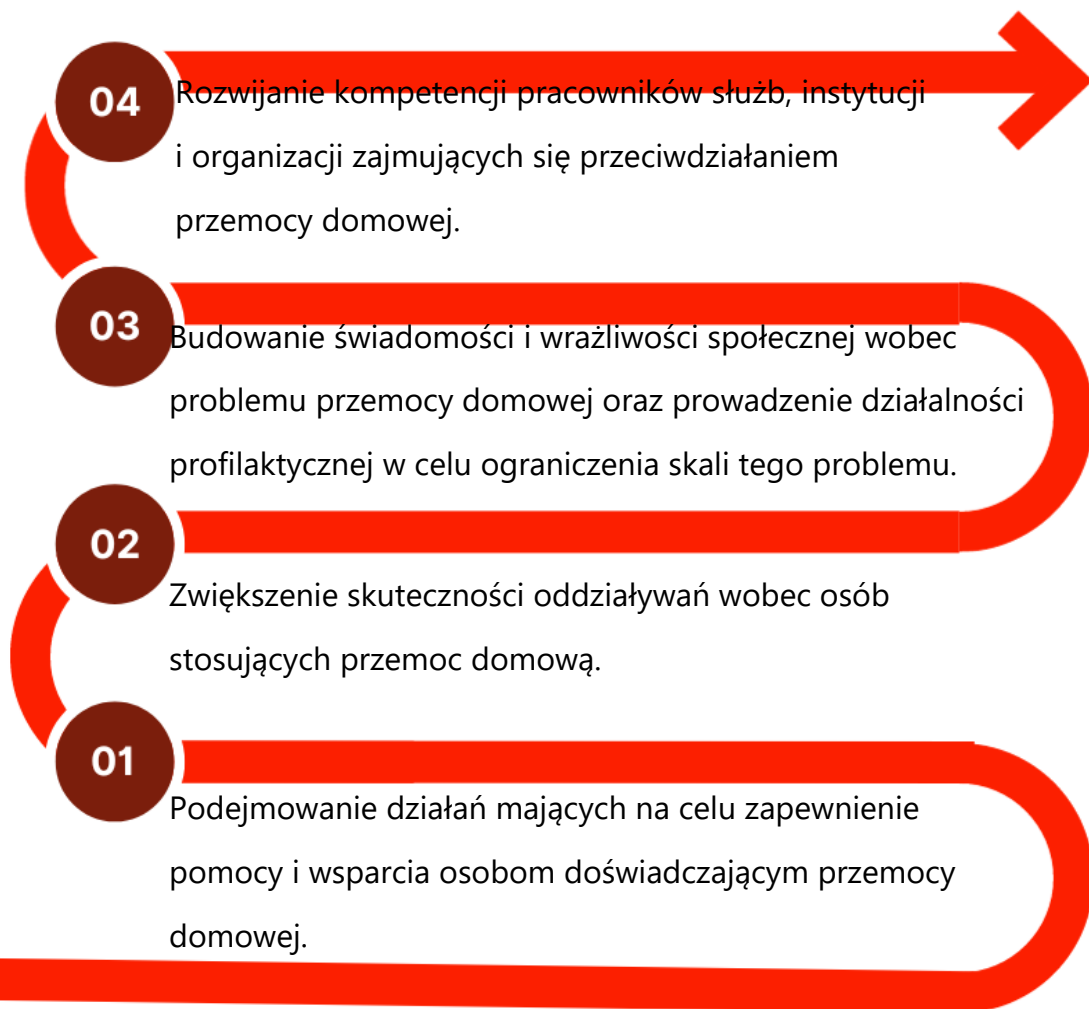 04
Rozwijanie kompetencji pracowników służb, instytucji
i organizacji zajmujących się przeciwdziałaniem
przemocy domowej.
03
Budowanie świadomości i wrażliwości społecznej wobec
problemu przemocy domowej oraz prowadzenie działalności
profilaktycznej w celu ograniczenia skali tego problemu.
02
Zwiększenie skuteczności oddziaływań wobec osób
stosujących przemoc domową.
01
Podejmowanie działań mających na celu zapewnienie
pomocy i wsparcia osobom doświadczającym przemocy
domowej.